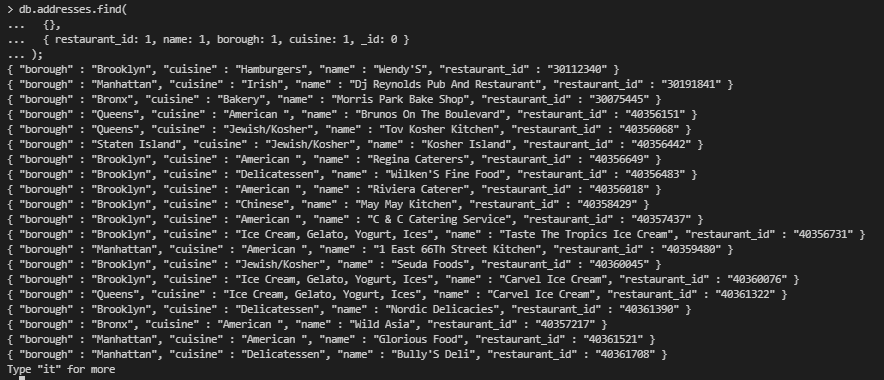 > db.addresses.find(
...   {},
...   { restaurant_id: 1, name: 1, borough: 1, cuisine: 1, _id: 0 }
... );
{ "borough" : "Brooklyn", "cuisine" : "Hamburgers", "name" : "Wendy'S", "restaurant_id" : "30112340" }
{ "borough" : "Manhattan", "cuisine" : "Irish", "name" : "Dj Reynolds Pub And Restaurant", "restaurant_id" : "30191841" }
{ "borough" : "Bronx", "cuisine" : "Bakery", "name" : "Morris Park Bake Shop", "restaurant_id" : "30075445" }
{ "borough" : "Queens", "cuisine" : "American ", "name" : "Brunos On The Boulevard", "restaurant_id" : "40356151" }
{ "borough" : "Queens", "cuisine" : "Jewish/Kosher", "name" : "Tov Kosher Kitchen", "restaurant_id" : "40356068" }
{ "borough" : "Staten Island", "cuisine" : "Jewish/Kosher", "name" : "Kosher Island", "restaurant_id" : "40356442" }
{ "borough" : "Brooklyn", "cuisine" : "American ", "name" : "Regina Caterers", "restaurant_id" : "40356649" }
{ "borough" : "Brooklyn", "cuisine" : "Delicatessen", "name" : "Wilken'S Fine Food", "restaurant_id" : "40356483" }
{ "borough" : "Brooklyn", "cuisine" : "American ", "name" : "Riviera Caterer", "restaurant_id" : "40356018" }
{ "borough" : "Brooklyn", "cuisine" : "Chinese", "name" : "May May Kitchen", "restaurant_id" : "40358429" }
{ "borough" : "Brooklyn", "cuisine" : "American ", "name" : "C & C Catering Service", "restaurant_id" : "40357437" }
{ "borough" : "Brooklyn", "cuisine" : "Ice Cream, Gelato, Yogurt, Ices", "name" : "Taste The Tropics Ice Cream", "restaurant_id" : "40356731" }
{ "borough" : "Manhattan", "cuisine" : "American ", "name" : "1 East 66Th Street Kitchen", "restaurant_id" : "40359480" }
{ "borough" : "Brooklyn", "cuisine" : "Jewish/Kosher", "name" : "Seuda Foods", "restaurant_id" : "40360045" }
{ "borough" : "Brooklyn", "cuisine" : "Ice Cream, Gelato, Yogurt, Ices", "name" : "Carvel Ice Cream", "restaurant_id" : "40360076" }
{ "borough" : "Queens", "cuisine" : "Ice Cream, Gelato, Yogurt, Ices", "name" : "Carvel Ice Cream", "restaurant_id" : "40361322" }
{ "borough" : "Brooklyn", "cuisine" : "Delicatessen", "name" : "Nordic Delicacies", "restaurant_id" : "40361390" }
{ "borough" : "Bronx", "cuisine" : "American ", "name" : "Wild Asia", "restaurant_id" : "40357217" }
{ "borough" : "Manhattan", "cuisine" : "American ", "name" : "Glorious Food", "restaurant_id" : "40361521" }
{ "borough" : "Manhattan", "cuisine" : "Delicatessen", "name" : "Bully'S Deli", "restaurant_id" : "40361708" }
Type "it" for more